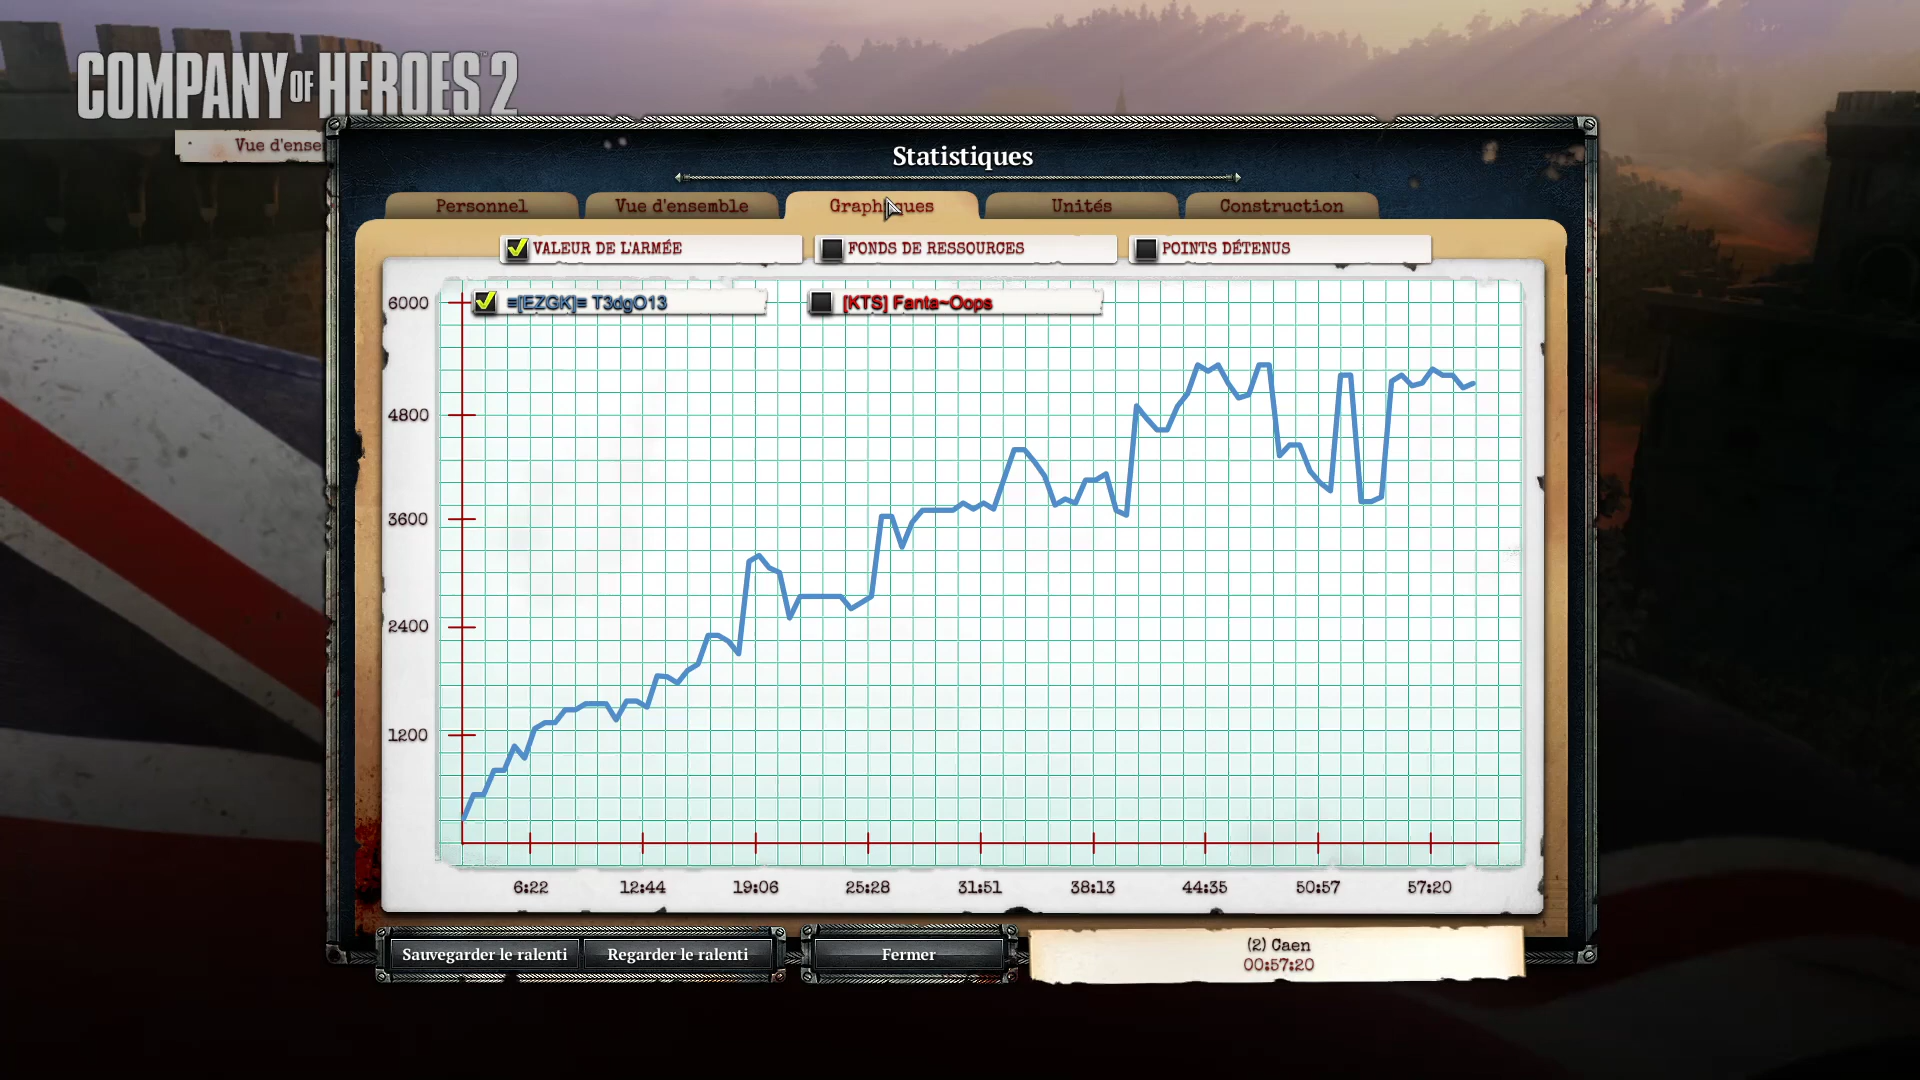 COMPANY OF HEROES 2
Vue d'ense
Statistiques
Personnel
Vue d'ensemble
Graphiques
Unités
Construction
VALEUR DE L'ARMÉE
FONDS DE RESSOURCES
POINTS DÉTENUS
≡[EZGK]≡ T3dgO13
[KTS] Fanta~Oops
6000
4800
3600
2400
1200
6:22
12:44
19:06
25:28
31:51
38:13
44:35
50:57
57:20
Sauvegarder le ralenti
Regarder le ralenti
Fermer
(2) Caen
00:57:20